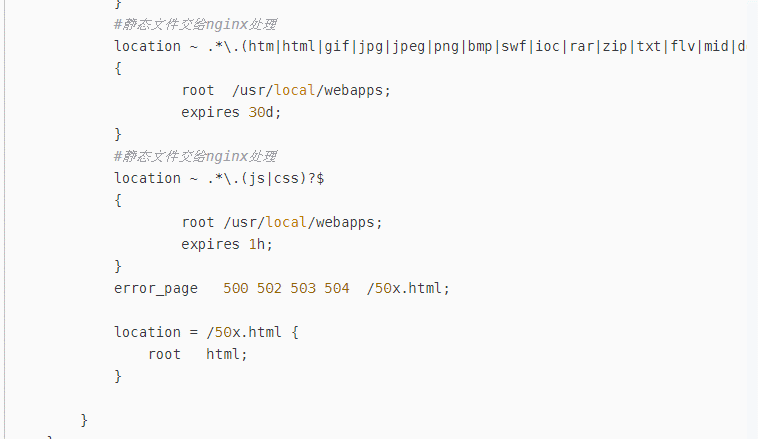 }
#静态文件交给nginx处理
location ~ .*\.(htm|html|gif|jpg|jpeg|png|bmp|swf|ioc|rar|zip|txt|flv|mid|d
{
root  /usr/local/webapps;
expires 30d;
}
#静态文件交给nginx处理
location ~ .*\.(js|css)?$
{
root /usr/local/webapps;
expires 1h;
}
error_page   500 502 503 504  /50x.html;
location = /50x.html {
root   html;
}
}
}